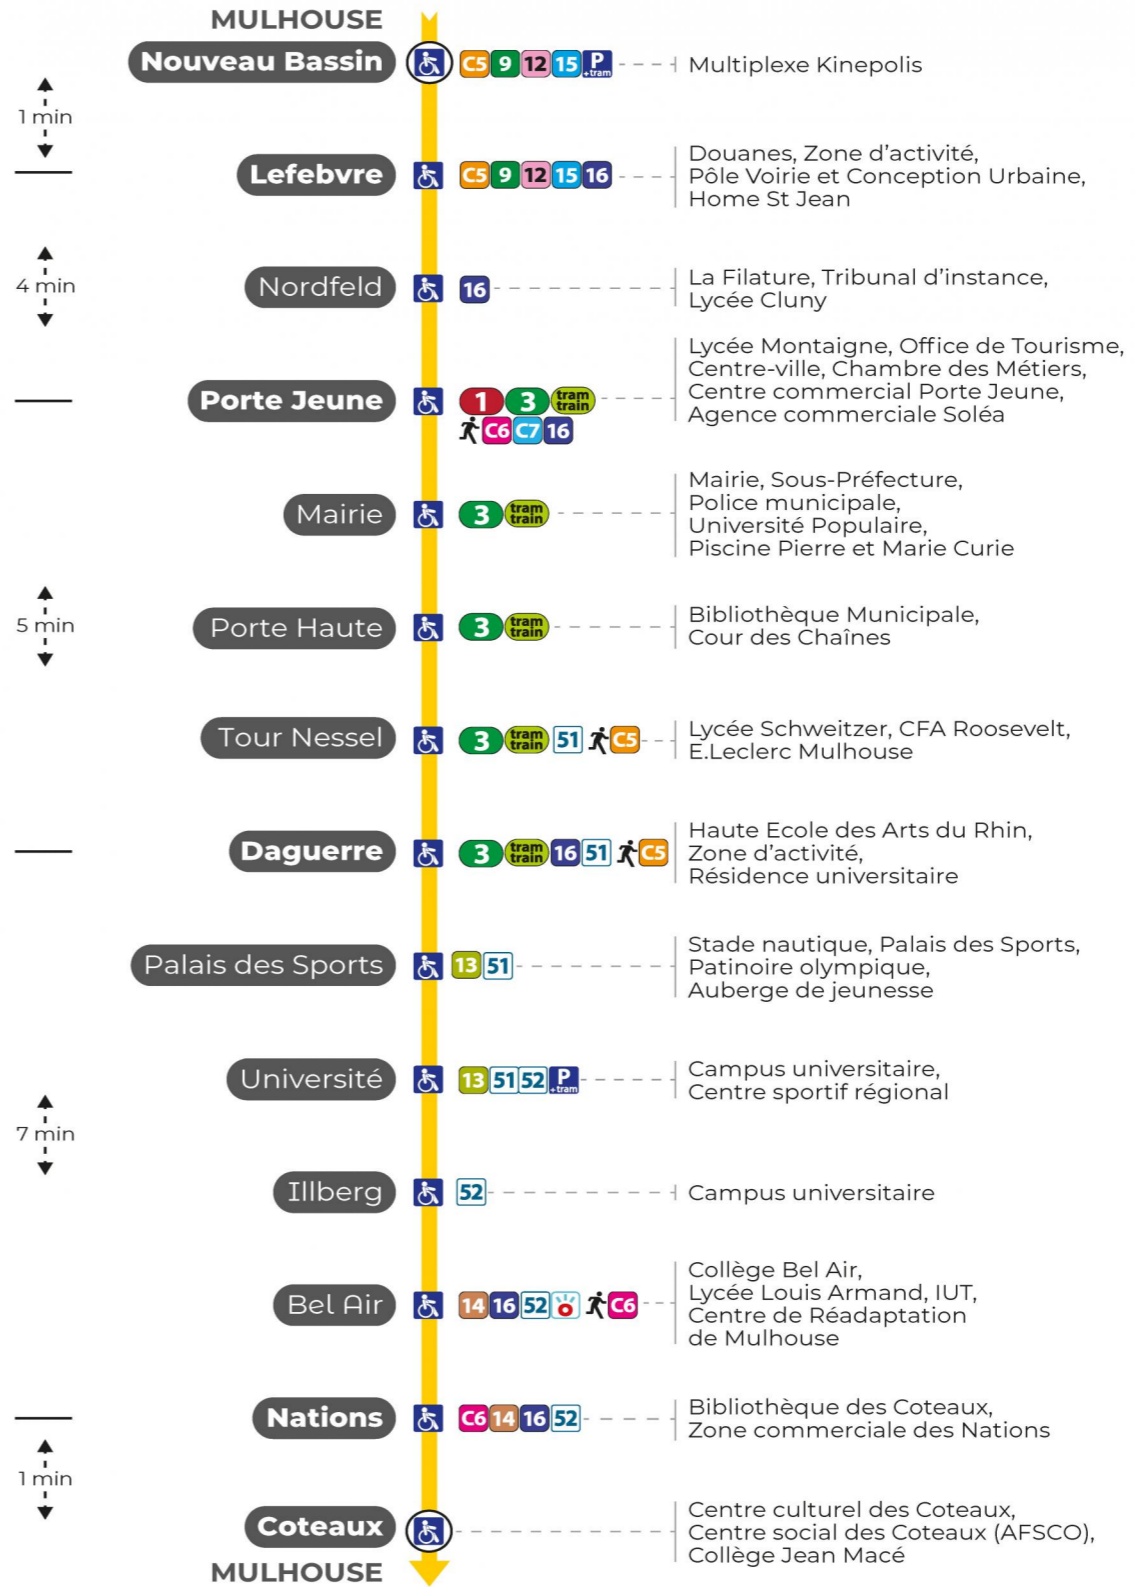 MULHOUSE
Nouveau Bassin C5 9 12 15 P +tram Multiplexe Kinepolis
1 min
Lefebvre C5 9 12 15 16
Douanes, Zone d'activité,
Pôle Voirie et Conception Urbaine,
Home St Jean
4 min
Nordfeld 16
La Filature, Tribunal d'instance,
Lycée Cluny
Porte Jeune 1 3 tram train
C6 C7 16
Lycée Montaigne, Office de Tourisme,
Centre-ville, Chambre des Métiers,
Centre commercial Porte Jeune,
Agence commerciale Soléa
Mairie 3 tram train
Mairie, Sous-Préfecture,
Police municipale,
Université Populaire,
Piscine Pierre et Marie Curie
5 min
Porte Haute 3 tram train
Bibliothèque Municipale,
Cour des Chaînes
Tour Nessel 3 tram train 51 C5
Lycée Schweitzer, CFA Roosevelt,
E.Leclerc Mulhouse
Daguerre 3 tram train 16 51 C5
Haute Ecole des Arts du Rhin,
Zone d'activité,
Résidence universitaire
Palais des Sports 13 51
Stade nautique, Palais des Sports,
Patinoire olympique,
Auberge de jeunesse
Université 13 51 52 P +tram
Campus universitaire,
Centre sportif régional
7 min
Illberg 52 Campus universitaire
Bel Air 14 16 52 C6
Collège Bel Air,
Lycée Louis Armand, IUT,
Centre de Réadaptation
de Mulhouse
Nations C6 14 16 52
Bibliothèque des Coteaux,
Zone commerciale des Nations
1 min
Coteaux
Centre culturel des Coteaux,
Centre social des Coteaux (AFSCO),
Collège Jean Macé
MULHOUSE